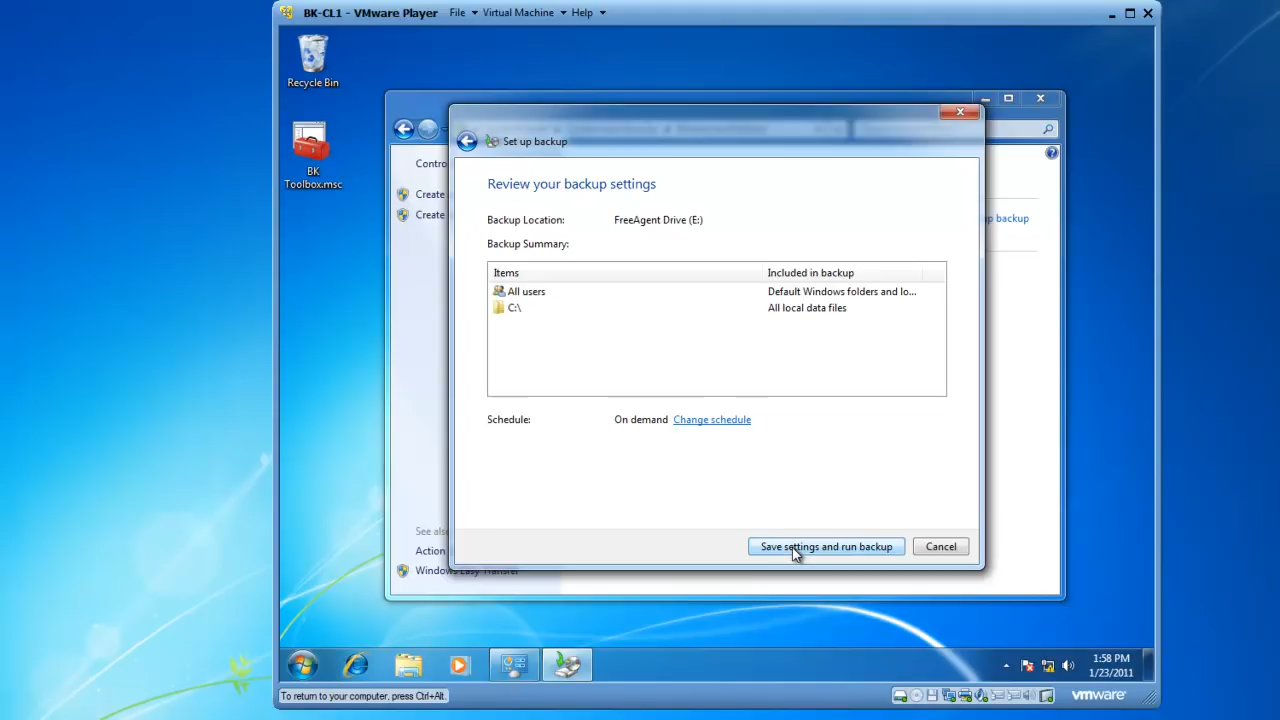 BK-CL1 - VMware Player File Virtual Machine Help
Recycle Bin
BK
Toolbox.msc
Set up backup
Contro
Create
Create
p backup
Review your backup settings
Backup Location: FreeAgent Drive (E:)
Backup Summary:
Items Included in backup
All users Default Windows folders and lo...
C:\ All local data files
Schedule: On demand Change schedule
Save settings and run backup Cancel
See also
Action
Windows Easy Transfer
1:58 PM
1/23/2011
To return to your computer, press Ctrl+Alt.
vmware